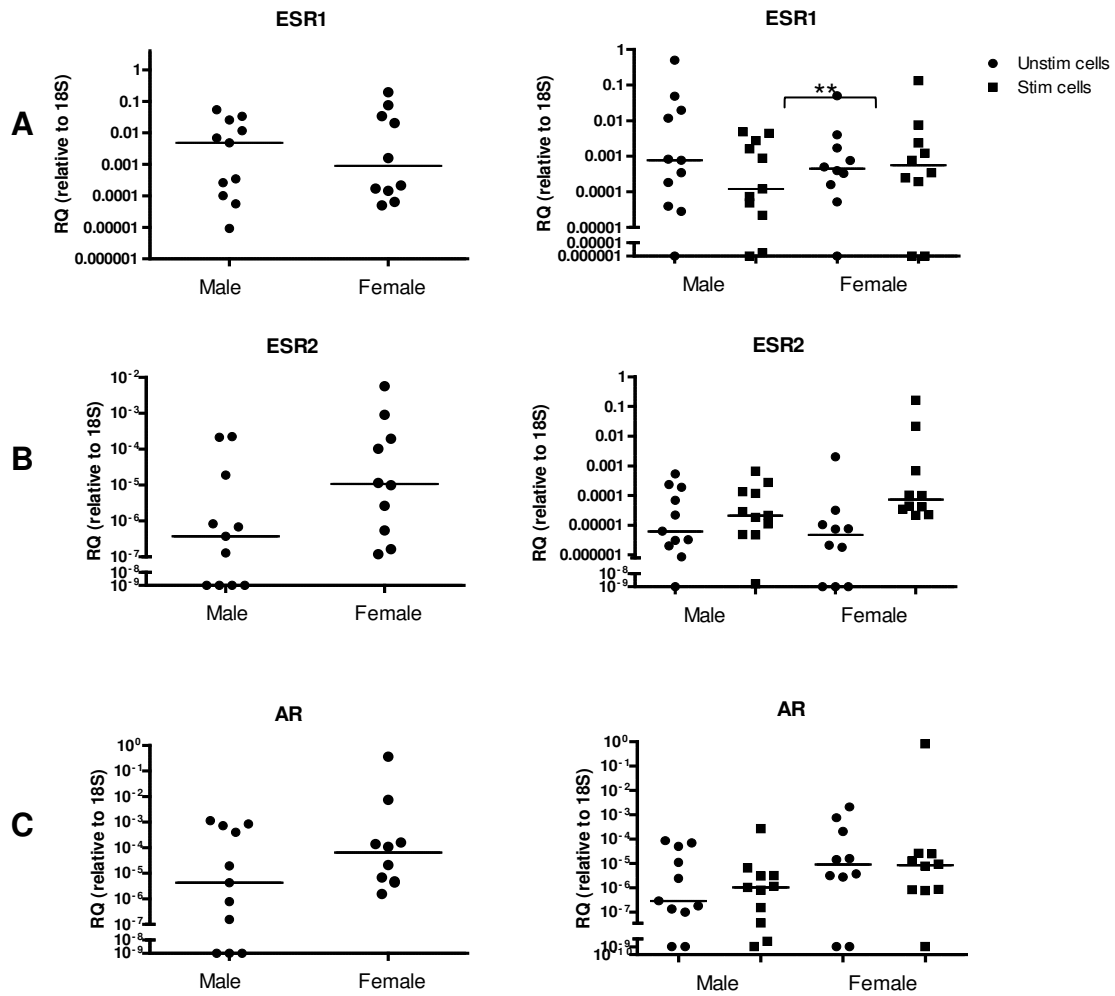 A
ESR1
RQ (relative to 18S)
1
0.1
0.01
0.001
0.0001
0.00001
0.000001
Male Female
ESR1
RQ (relative to 18S)
1
0.1
0.01
0.001
0.0001
0.00001
0.00001
0.000001
**
Male Female
Unstim cells
Stim cells
B
ESR2
RQ (relative to 18S)
10⁻²
10⁻³
10⁻⁴
10⁻⁵
10⁻⁶
10⁻⁷
10⁻⁸
10⁻⁹
Male Female
ESR2
RQ (relative to 18S)
1
0.1
0.01
0.001
0.0001
0.00001
0.000001
10⁻⁸
10⁻⁹
Male Female
C
AR
RQ (relative to 18S)
10⁰
10⁻¹
10⁻²
10⁻³
10⁻⁴
10⁻⁵
10⁻⁶
10⁻⁷
10⁻⁸
10⁻⁹
Male Female
AR
RQ (relative to 18S)
10⁰
10⁻¹
10⁻²
10⁻³
10⁻⁴
10⁻⁵
10⁻⁶
10⁻⁷
10⁻⁹
Male Female